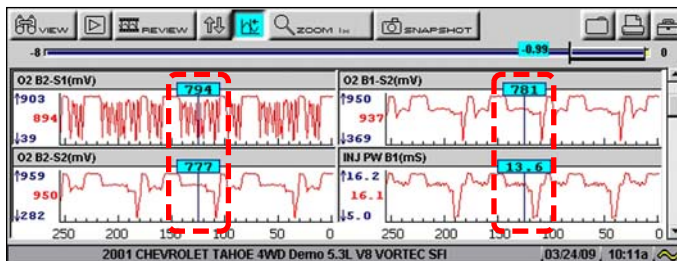 VIEW REVIEW ZOOM 1x SNAPSHOT
-8 -0.99 0
O2 B2-S1(mV) O2 B1-S2(mV)
903 794 950 781
894 937
39 369
O2 B2-S2(mV) INJ PW B1(mS)
959 777 16.2 13.6
950 16.1
282 5.0
250 200 150 100 50 0 250 200 150 100 50 0
2001 CHEVROLET TAHOE 4WD Demo 5.3L V8 VORTEC SFI 03/24/09 10:11a